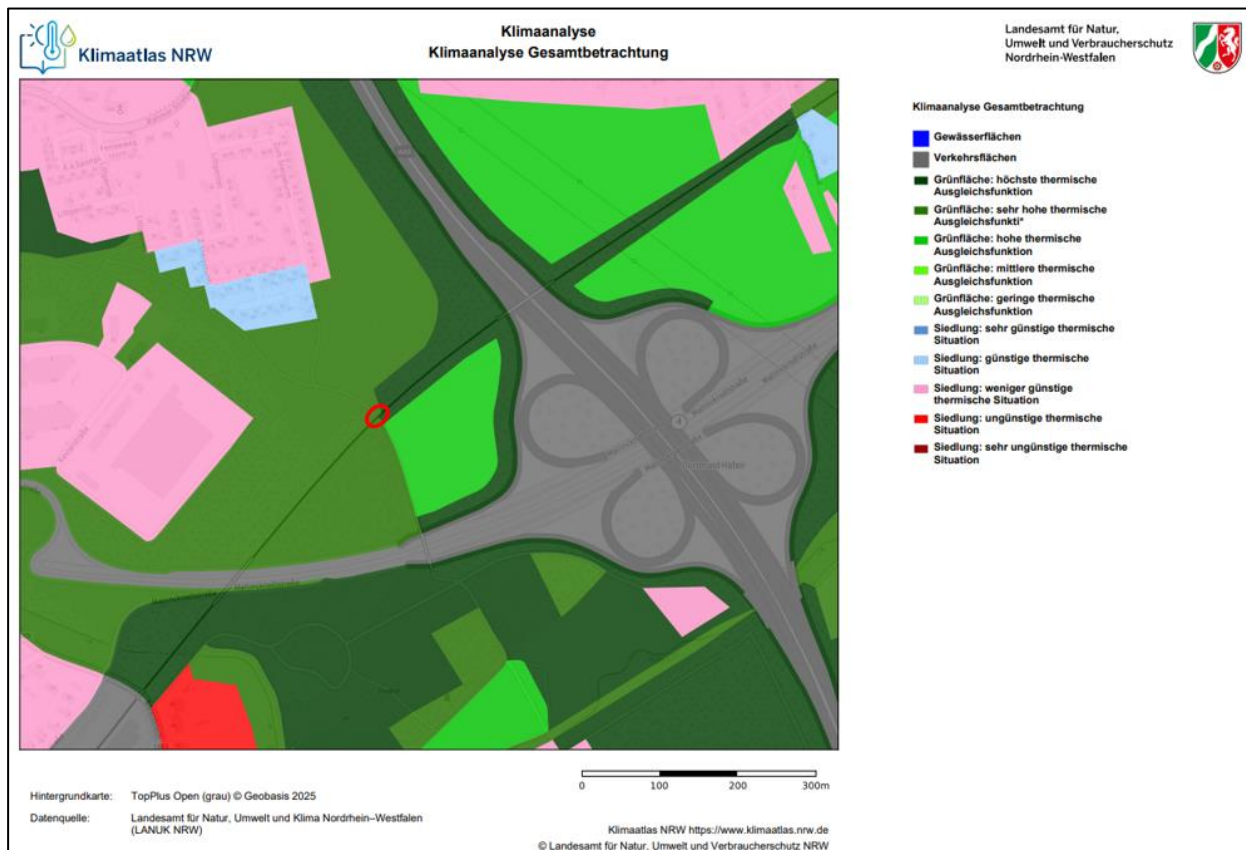 Klimaatlas NRW
Klimaanalyse
Klimaanalyse Gesamtbetrachtung
Landesamt für Natur,
Umwelt und Verbraucherschutz
Nordrhein-Westfalen
Klimaanalyse Gesamtbetrachtung
Gewässerflächen
Verkehrsflächen
Grünfläche: höchste thermische
Ausgleichsfunktion
Grünfläche: sehr hohe thermische
Ausgleichsfunkti*
Grünfläche: hohe thermische
Ausgleichsfunktion
Grünfläche: mittlere thermische
Ausgleichsfunktion
Grünfläche: geringe thermische
Ausgleichsfunktion
Siedlung: sehr günstige thermische
Situation
Siedlung: günstige thermische
Situation
Siedlung: weniger günstige
thermische Situation
Siedlung: ungünstige thermische
Situation
Siedlung: sehr ungünstige thermische
Situation
4
0 100 200 300m
Hintergrundkarte: TopPlus Open (grau) © Geobasis 2025
Datenquelle: Landesamt für Natur, Umwelt und Klima Nordrhein–Westfalen
(LANUK NRW)
Klimaatlas NRW https://www.klimaatlas.nrw.de
© Landesamt für Natur, Umwelt und Verbraucherschutz NRW